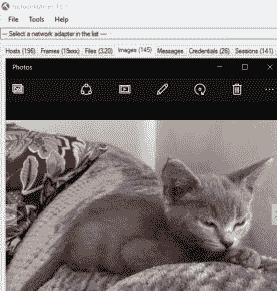 File Tools Help
--- Select a network adapter in the list ---
Hosts (196) Frames (19xxx) Files (320) Images (145) Messages Credentials (26) Sessions (141)
Photos